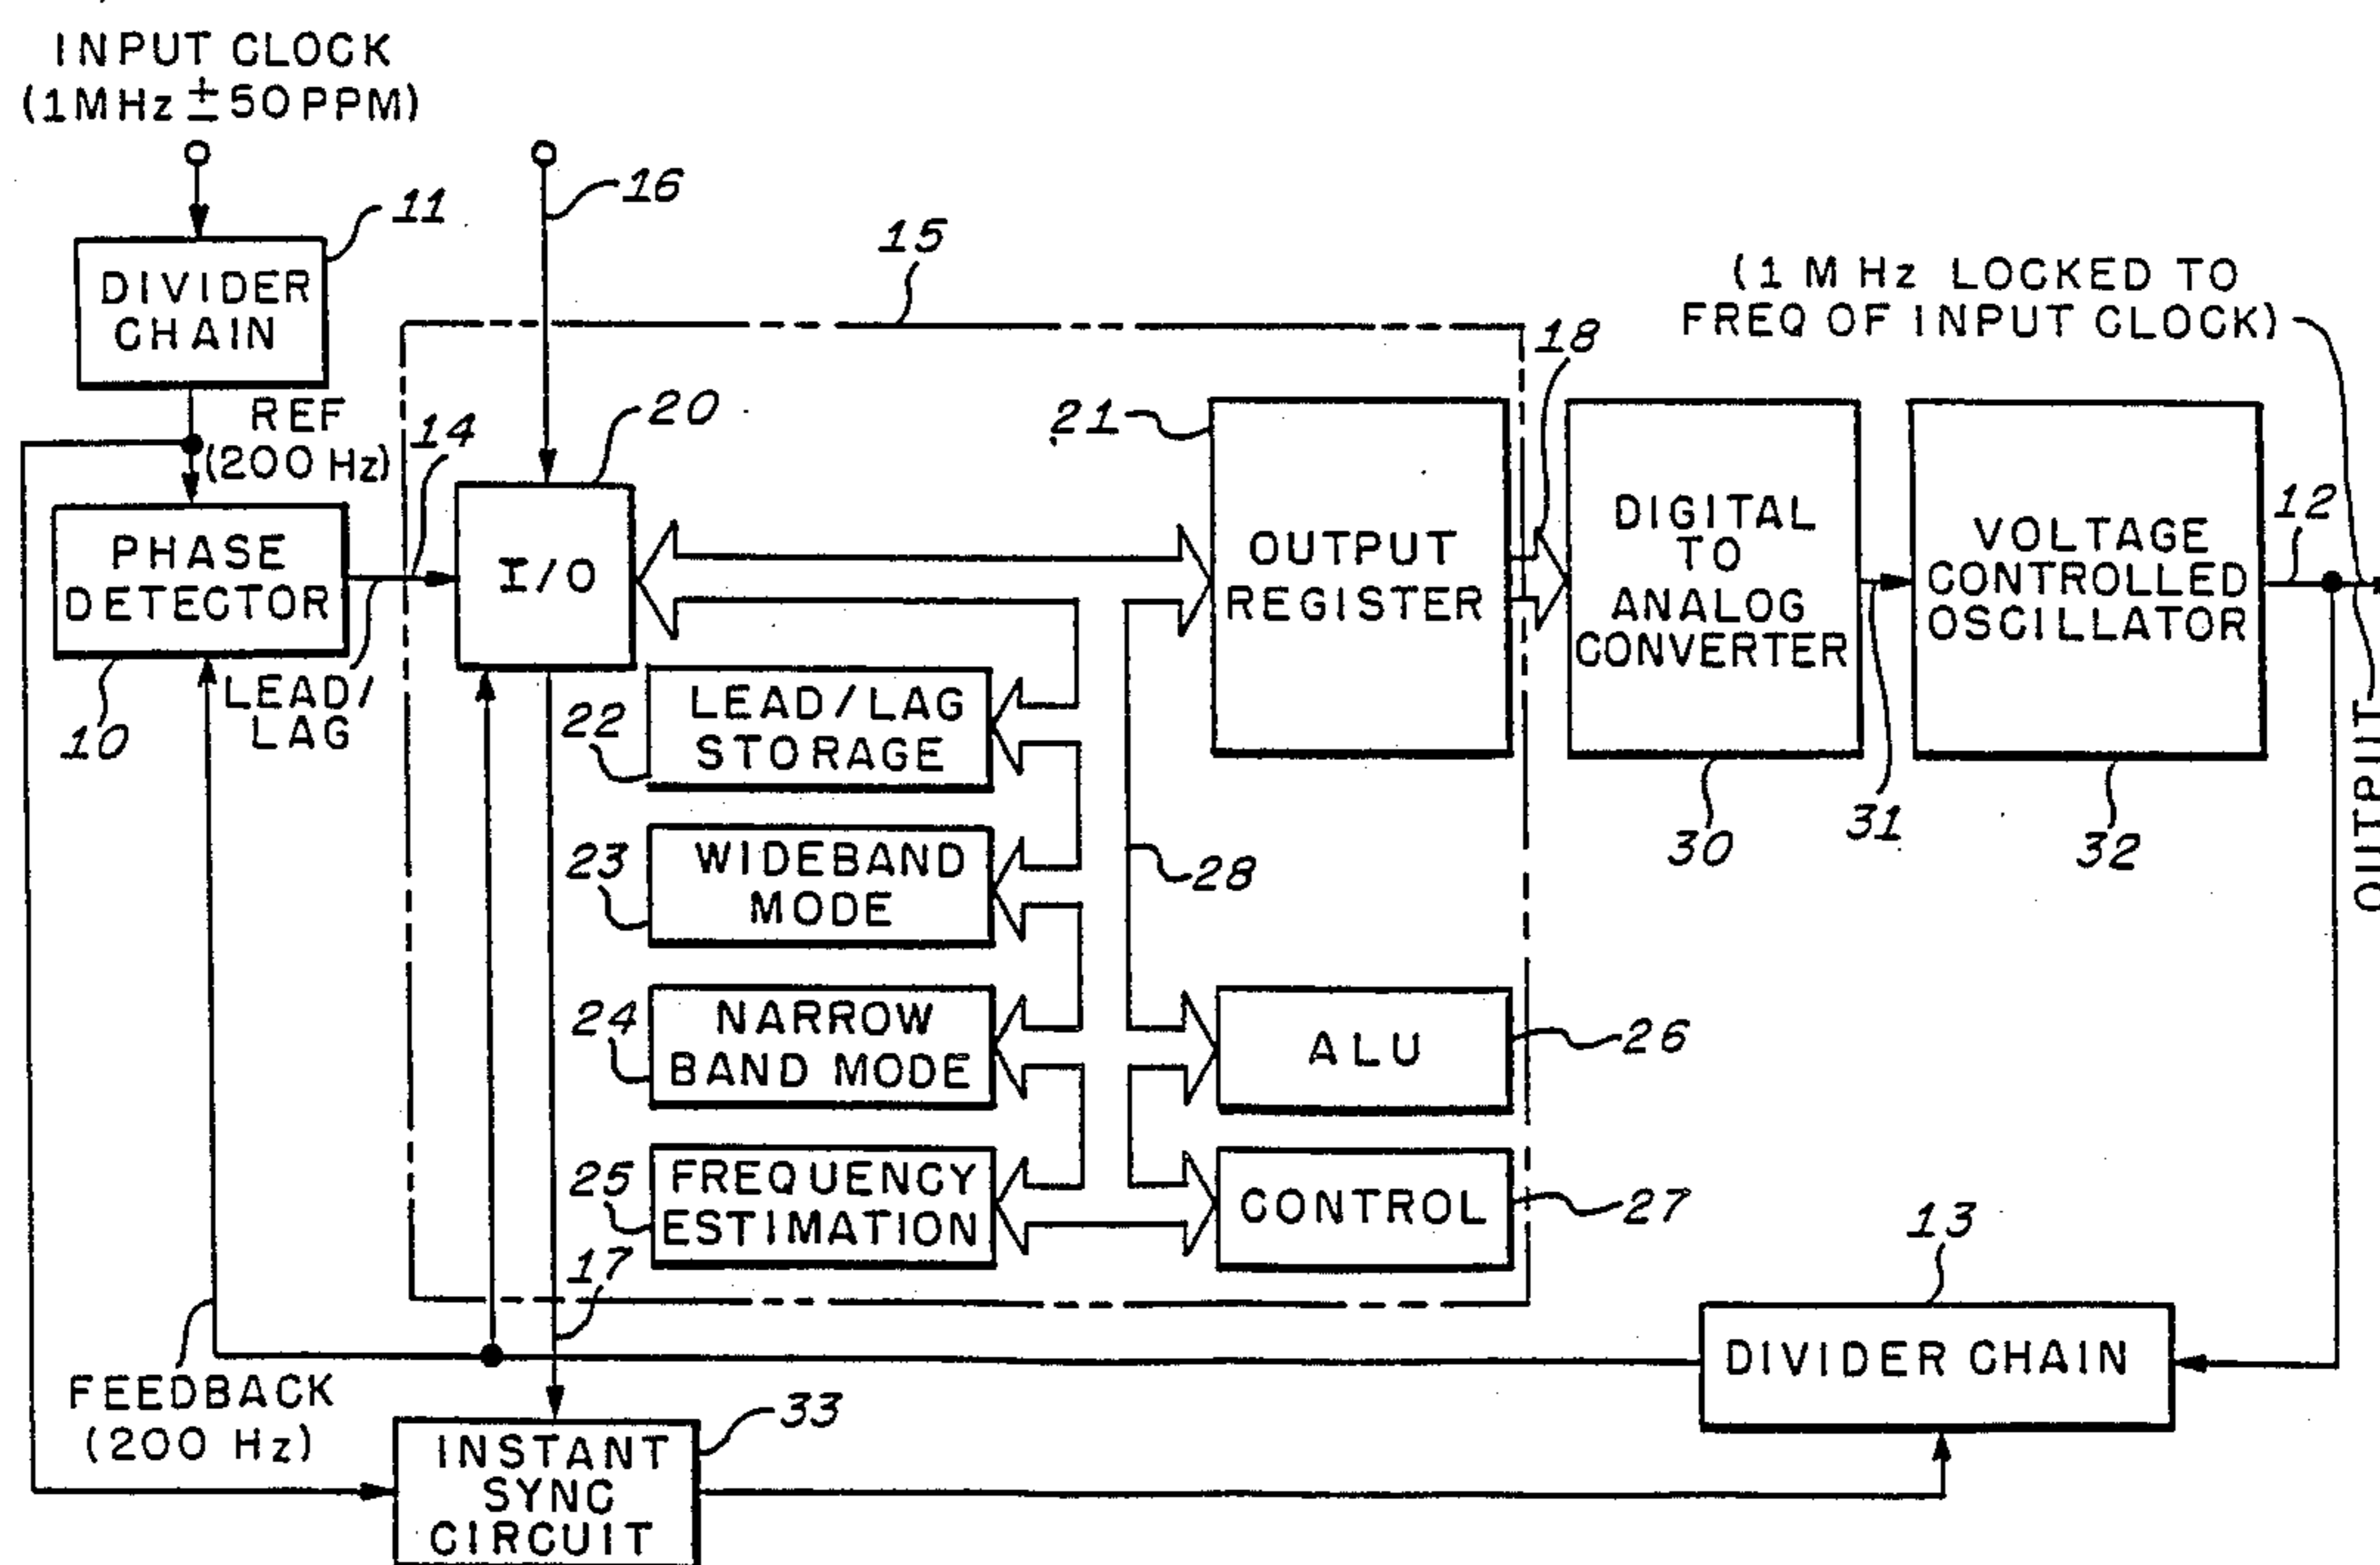 INPUT CLOCK
(1MHz ± 50PPM)
16
11
15
DIVIDER
CHAIN
(1 MHz LOCKED TO
FREQ OF INPUT CLOCK)
18
REF
(200 Hz)
14
20
21
12
PHASE
DETECTOR
I/O
OUTPUT
REGISTER
DIGITAL
TO
ANALOG
CONVERTER
VOLTAGE
CONTROLLED
OSCILLATOR
10
LEAD/
LAG
22
LEAD/LAG
STORAGE
30
31
32
OUTPUT
23
WIDEBAND
MODE
28
24
NARROW
BAND MODE
ALU
26
25
FREQUENCY
ESTIMATION
CONTROL
27
17
13
DIVIDER CHAIN
FEEDBACK
(200 Hz)
33
INSTANT
SYNC
CIRCUIT